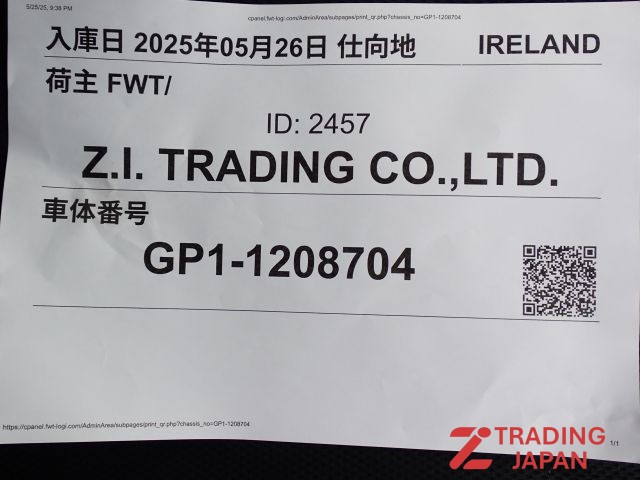 5/25/25, 9:38 PM
cpanel.fwt-logi.com/AdminArea/subpages/print_qr.php?chassis_no=GP1-1208704
入庫日 2025年05月26日 仕向地 IRELAND
荷主 FWT/
ID: 2457
Z.I. TRADING CO.,LTD.
車体番号
GP1-1208704
https://cpanel.fwt-logi.com/AdminArea/subpages/print_qr.php?chassis_no=GP1-1208704
1/1
TRADING
JAPAN